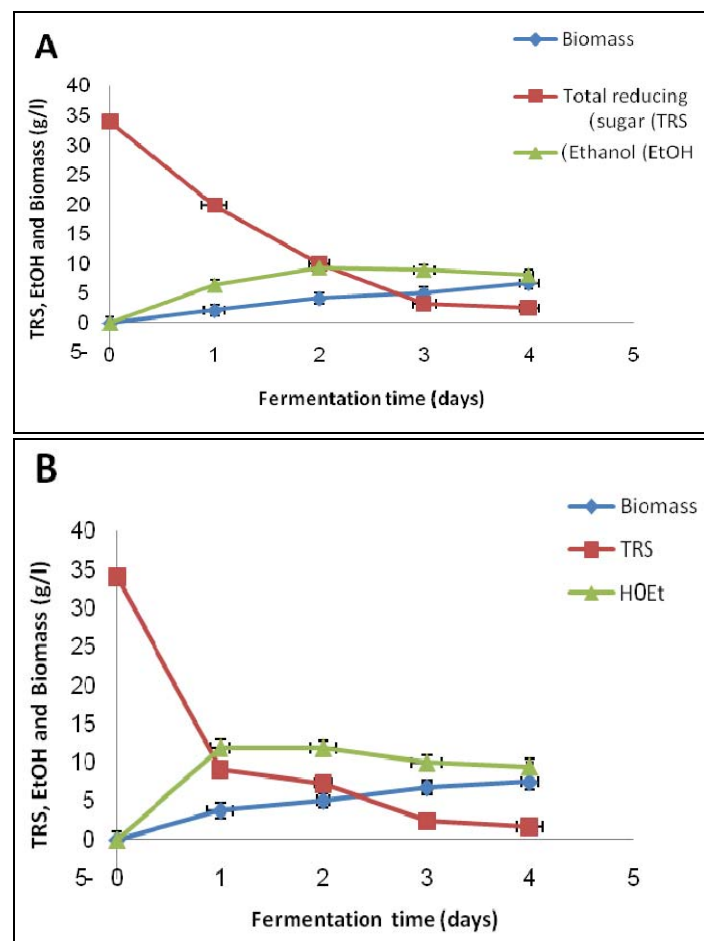 A
Biomass
Total reducing
(sugar (TRS
(Ethanol (EtOH
TRS, EtOH and Biomass (g/l)
40
35
30
25
20
15
10
5
0
5-
0 1 2 3 4 5
Fermentation time (days)
B
Biomass
TRS
H0Et
TRS, EtOH and Biomass (g/l)
40
35
30
25
20
15
10
5
0
5-
0 1 2 3 4 5
Fermentation time (days)